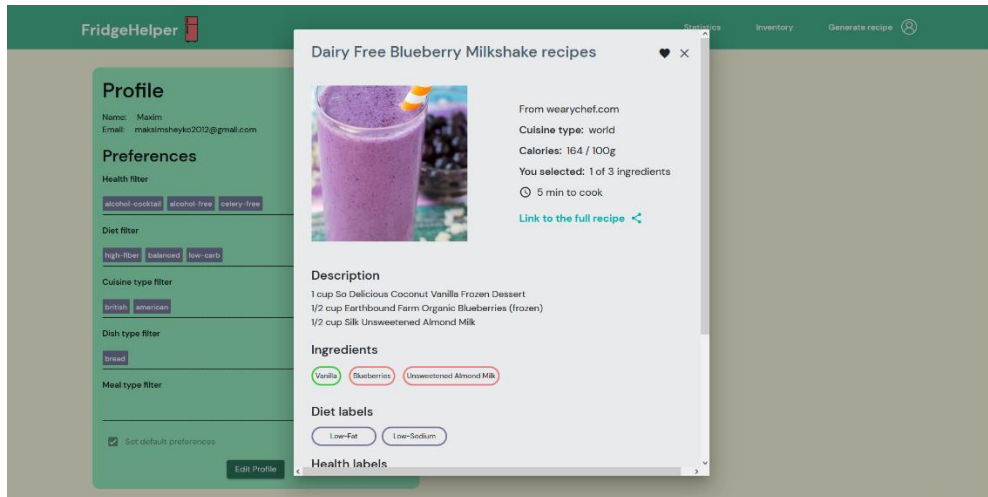 FridgeHelper
Statistics
Inventory
Generate recipe
Profile
Name: Maxim
Email: maksimsheyko2012@gmail.com
Preferences
Health filter
alcohol-cocktail alcohol-free celery-free
Diet filter
high-fiber balanced low-carb
Cuisine type filter
british american
Dish type filter
bread
Meal type filter
Set default preferences
Edit Profile
Dairy Free Blueberry Milkshake recipes
From wearychef.com
Cuisine type: world
Calories: 164 / 100g
You selected: 1 of 3 ingredients
5 min to cook
Link to the full recipe
Description
1 cup So Delicious Coconut Vanilla Frozen Dessert
1/2 cup Earthbound Farm Organic Blueberries (frozen)
1/2 cup Silk Unsweetened Almond Milk
Ingredients
Vanilla Blueberries Unsweetened Almond Milk
Diet labels
Low-Fat Low-Sodium
Health labels